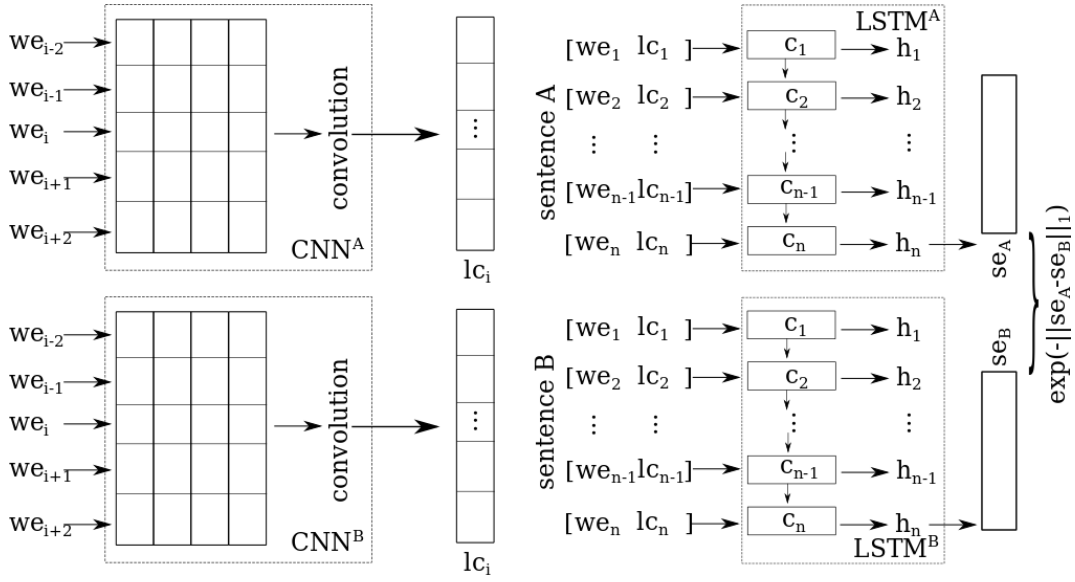 we_{i-2}
we_{i-1}
we_i
we_{i+1}
we_{i+2}
convolution
CNN^A
lc_i
sentence A
LSTM^A
[we_1 lc_1 ] c_1 h_1
[we_2 lc_2 ] c_2 h_2
[we_{n-1} lc_{n-1}] c_{n-1} h_{n-1}
[we_n lc_n ] c_n h_n
se_A
we_{i-2}
we_{i-1}
we_i
we_{i+1}
we_{i+2}
convolution
CNN^B
lc_i
sentence B
[we_1 lc_1 ] c_1 h_1
[we_2 lc_2 ] c_2 h_2
[we_{n-1} lc_{n-1}] c_{n-1} h_{n-1}
[we_n lc_n ] c_n h_n
LSTM^B
se_B
exp(-||se_A-se_B||_1)